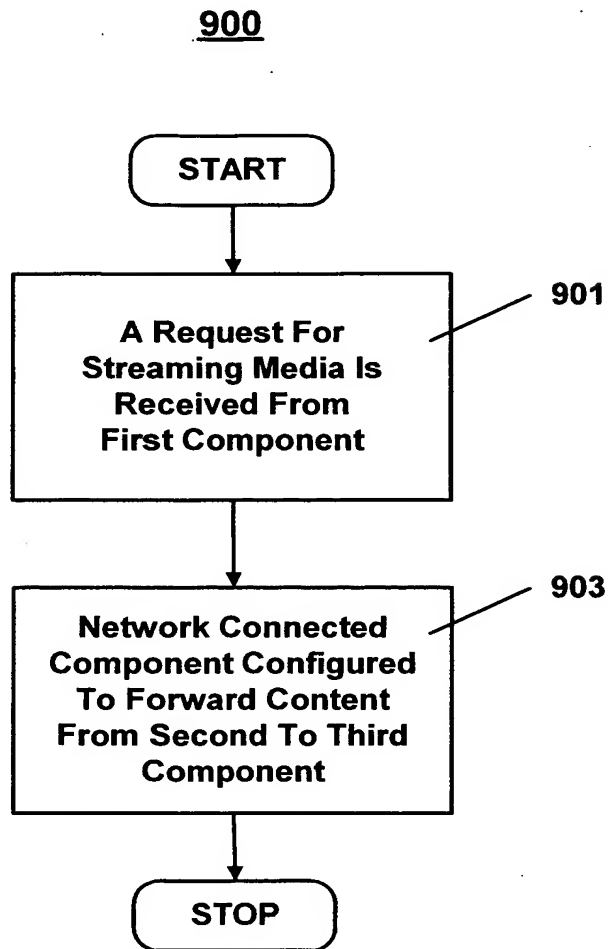 900
START
901
A Request For
Streaming Media Is
Received From
First Component
903
Network Connected
Component Configured
To Forward Content
From Second To Third
Component
STOP